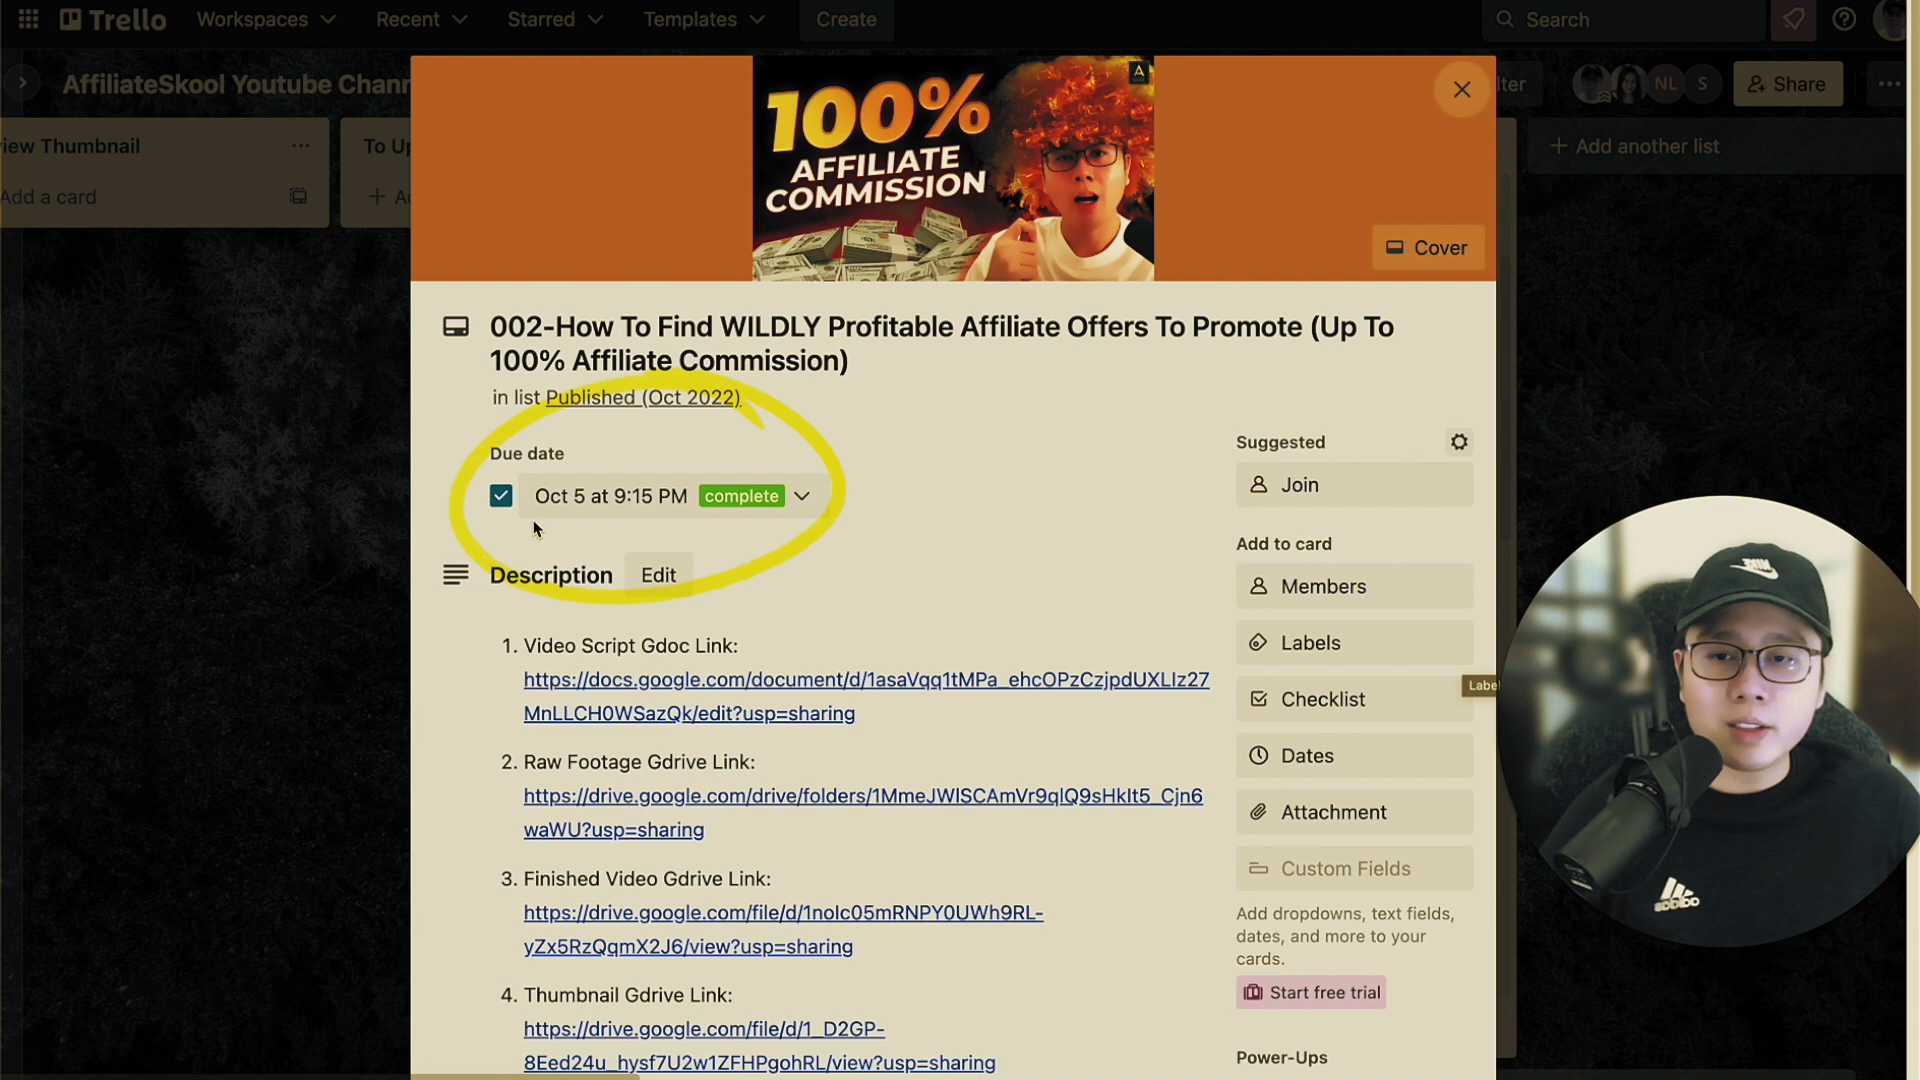 Trello
Workspaces
Recent
Starred
Templates
Create
Search
AffiliateSkool Youtube Chann
lter
NL
S
Share
iew Thumbnail
To Up
Add another list
Add a card
100%
AFFILIATE
COMMISSION
A
Cover
002-How To Find WILDLY Profitable Affiliate Offers To Promote (Up To
100% Affiliate Commission)
in list Published (Oct 2022)
Due date
Oct 5 at 9:15 PM complete
Description Edit
1. Video Script Gdoc Link:
https://docs.google.com/document/d/1asaVqq1tMPa_ehcOPzCzjpdUXLIz27
MnLLCH0WSazQk/edit?usp=sharing
2. Raw Footage Gdrive Link:
https://drive.google.com/drive/folders/1MmeJWlSCAmVr9qlQ9sHkIt5_Cjn6
waWU?usp=sharing
3. Finished Video Gdrive Link:
https://drive.google.com/file/d/1nolc05mRNPY0UWh9RL-
yZx5RzQqmX2J6/view?usp=sharing
4. Thumbnail Gdrive Link:
https://drive.google.com/file/d/1_D2GP-
8Eed24u_hysf7U2w1ZFHPgohRL/view?usp=sharing
Suggested
Join
Add to card
Members
Labels
Label
Checklist
Dates
Attachment
Custom Fields
Add dropdowns, text fields,
dates, and more to your
cards.
Start free trial
Power-Ups
NIKE
adidas